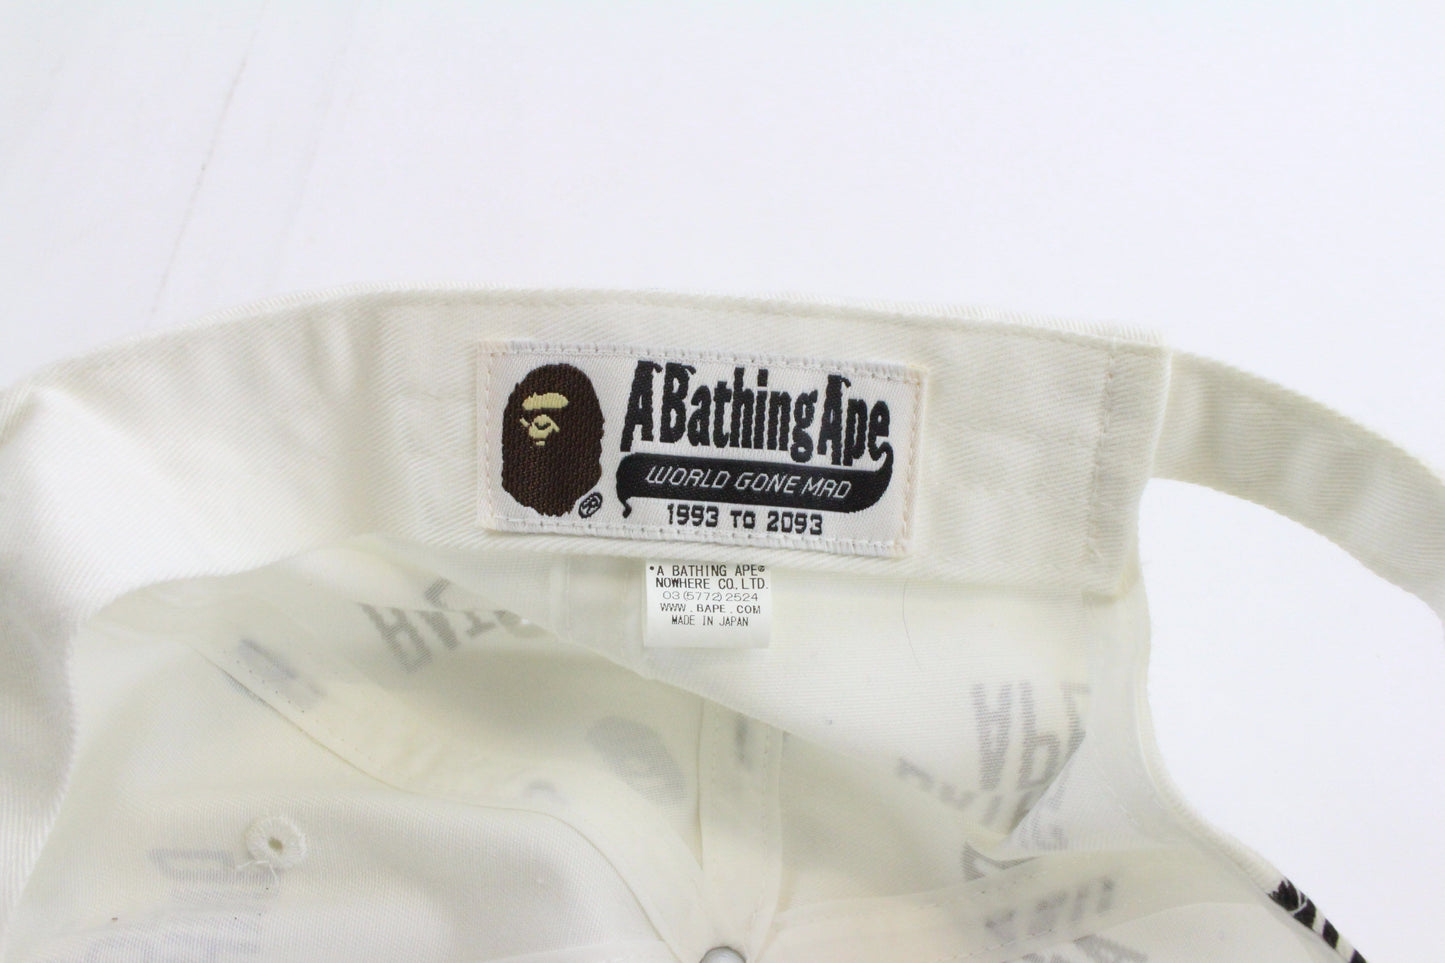 A Bathing Ape
®
WORLD GONE MAD
1993 TO 2093
*A BATHING APE®
NOWHERE CO.LTD.
03(5772)2524
WWW.BAPE.COM
MADE IN JAPAN